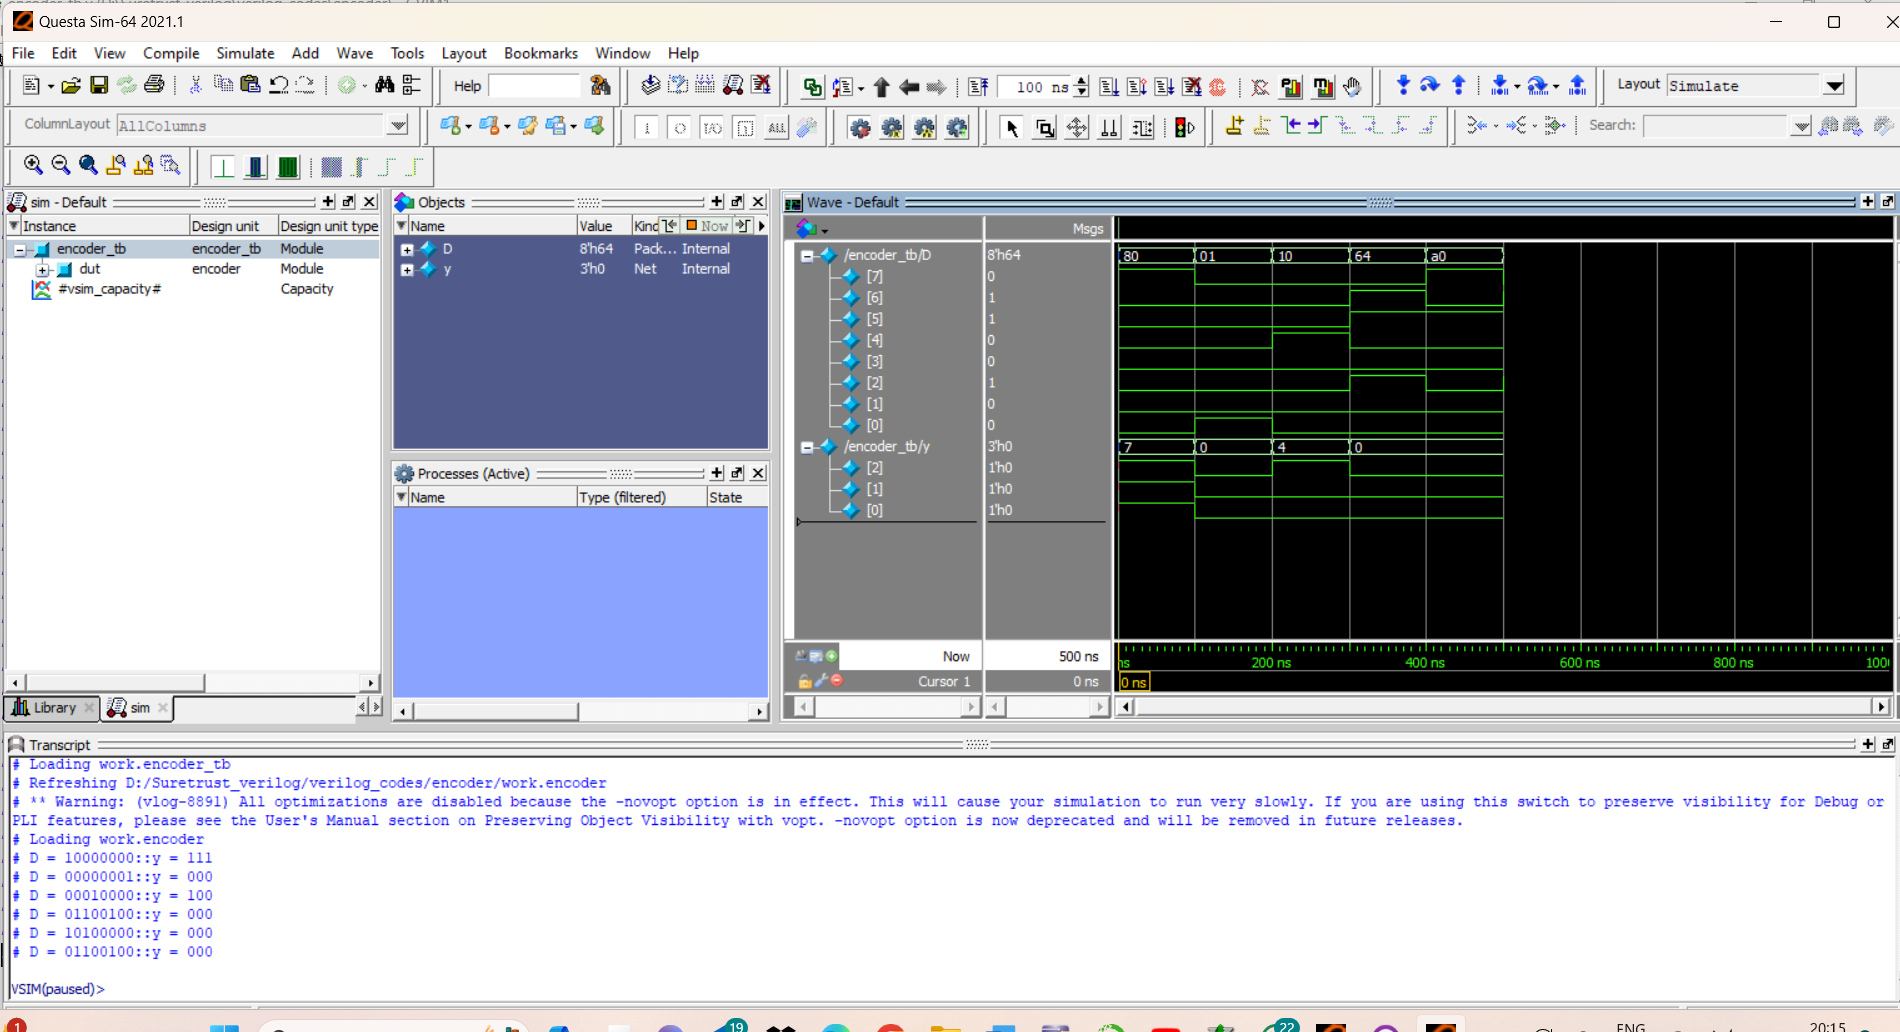 Questa Sim-64 2021.1
File Edit View Compile Simulate Add Wave Tools Layout Bookmarks Window Help
Help
100 ns
Layout Simulate
ColumnLayout AllColumns
ALL
Search:
sim - Default
Instance Design unit Design unit type
encoder_tb encoder_tb Module
dut encoder Module
#vsim_capacity# Capacity
Library sim
Objects
Name Value Kind Now
D 8'h64 Pack... Internal
y 3'h0 Net Internal
Processes (Active)
Name Type (filtered) State
Wave - Default
Msgs
/encoder_tb/D 8'h64 80 01 10 64 a0
[7] 0
[6] 1
[5] 1
[4] 0
[3] 0
[2] 1
[1] 0
[0] 0
/encoder_tb/y 3'h0 7 0 4 0
[2] 1'h0
[1] 1'h0
[0] 1'h0
Now 500 ns ns 200 ns 400 ns 600 ns 800 ns 100
Cursor 1 0 ns 0 ns
Transcript
# Loading work.encoder_tb
# Refreshing D:/Suretrust_verilog/verilog_codes/encoder/work.encoder
# ** Warning: (vlog-8891) All optimizations are disabled because the -novopt option is in effect. This will cause your simulation to run very slowly. If you are using this switch to preserve visibility for Debug or
PLI features, please see the User's Manual section on Preserving Object Visibility with vopt. -novopt option is now deprecated and will be removed in future releases.
# Loading work.encoder
# D = 10000000::y = 111
# D = 00000001::y = 000
# D = 00010000::y = 100
# D = 01100100::y = 000
# D = 10100000::y = 000
# D = 01100100::y = 000
VSIM(paused)>
1 19 22 ENG 20:15